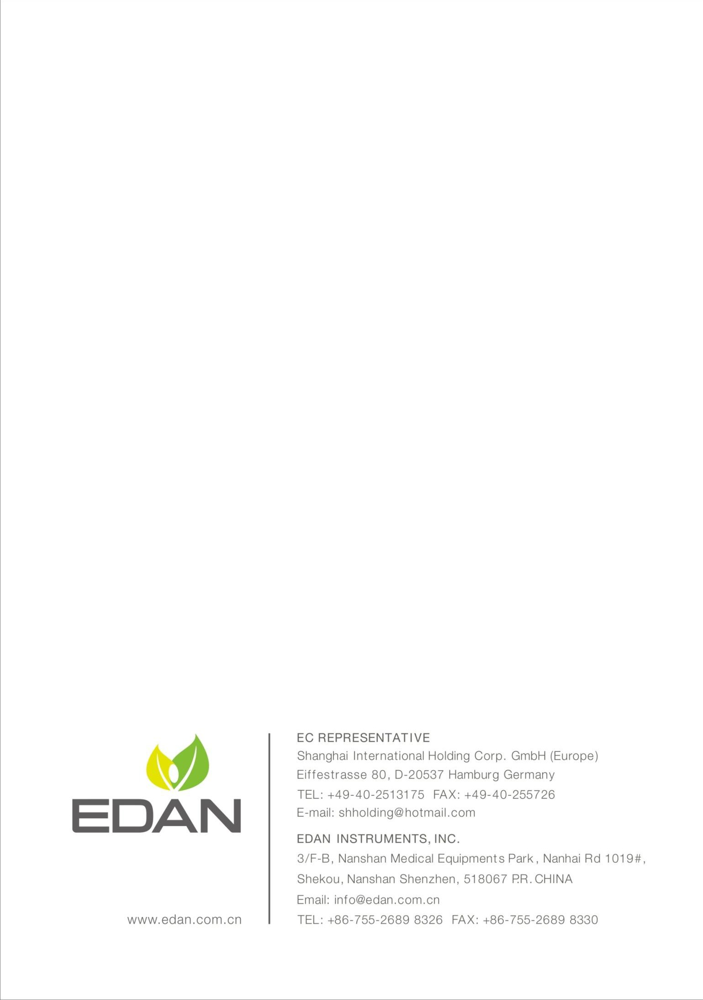 EDAN
www.edan.com.cn
EC REPRESENTATIVE
Shanghai International Holding Corp. GmbH (Europe)
Eiffestrasse 80, D-20537 Hamburg Germany
TEL: +49-40-2513175 FAX: +49-40-255726
E-mail: shholding@hotmail.com
EDAN INSTRUMENTS, INC.
3/F-B, Nanshan Medical Equipments Park, Nanhai Rd 1019#,
Shekou, Nanshan Shenzhen, 518067 P.R. CHINA
Email: info@edan.com.cn
TEL: +86-755-2689 8326 FAX: +86-755-2689 8330